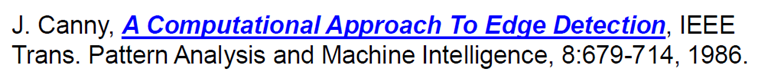 J. Canny, A Computational Approach To Edge Detection, IEEE
Trans. Pattern Analysis and Machine Intelligence, 8:679-714, 1986.